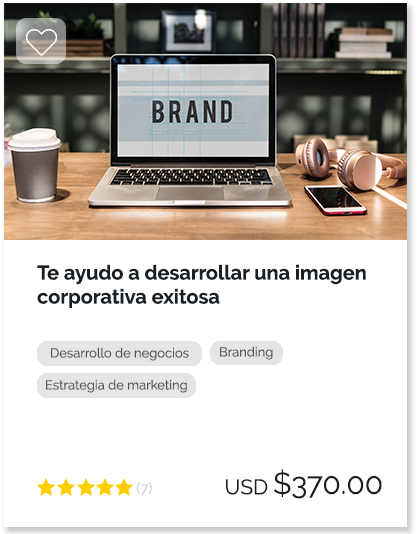 BRAND
Te ayudo a desarrollar una imagen
corporativa exitosa
Desarrollo de negocios
Branding
Estrategia de marketing
(7)
USD $370.00